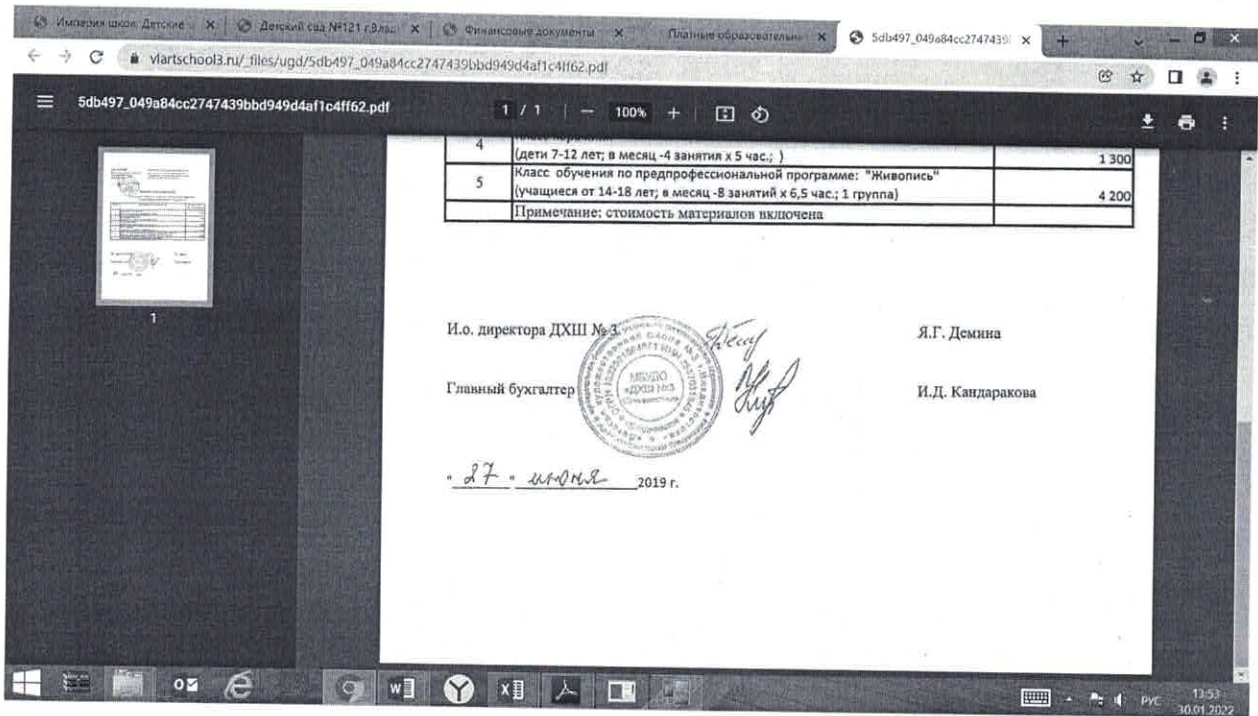 Империя школ: Детские
Детский сад №121 г.Влад
Финансовые документы
Платные образовательны
5db497_049a84cc2747439
vlartschool3.ru/_files/ugd/5db497_049a84cc2747439bbd949d4af1c4ff62.pdf
5db497_049a84cc2747439bbd949d4af1c4ff62.pdf
1 / 1
100%
1
4
(дети 7-12 лет; в месяц -4 занятия х 5 час.; )
1 300
5
Класс обучения по предпрофессиональной программе: "Живопись"
(учащиеся от 14-18 лет; в месяц -8 занятий х 6,5 час.; 1 группа)
4 200
Примечание: стоимость материалов включена
И.о. директора ДХШ № 3
Я.Г. Демина
МБУДО
«ДХШ №3
Главный бухгалтер
И.Д. Кандаракова
" 27 " июня 2019 г.
РУС
13:53
30.01.2022